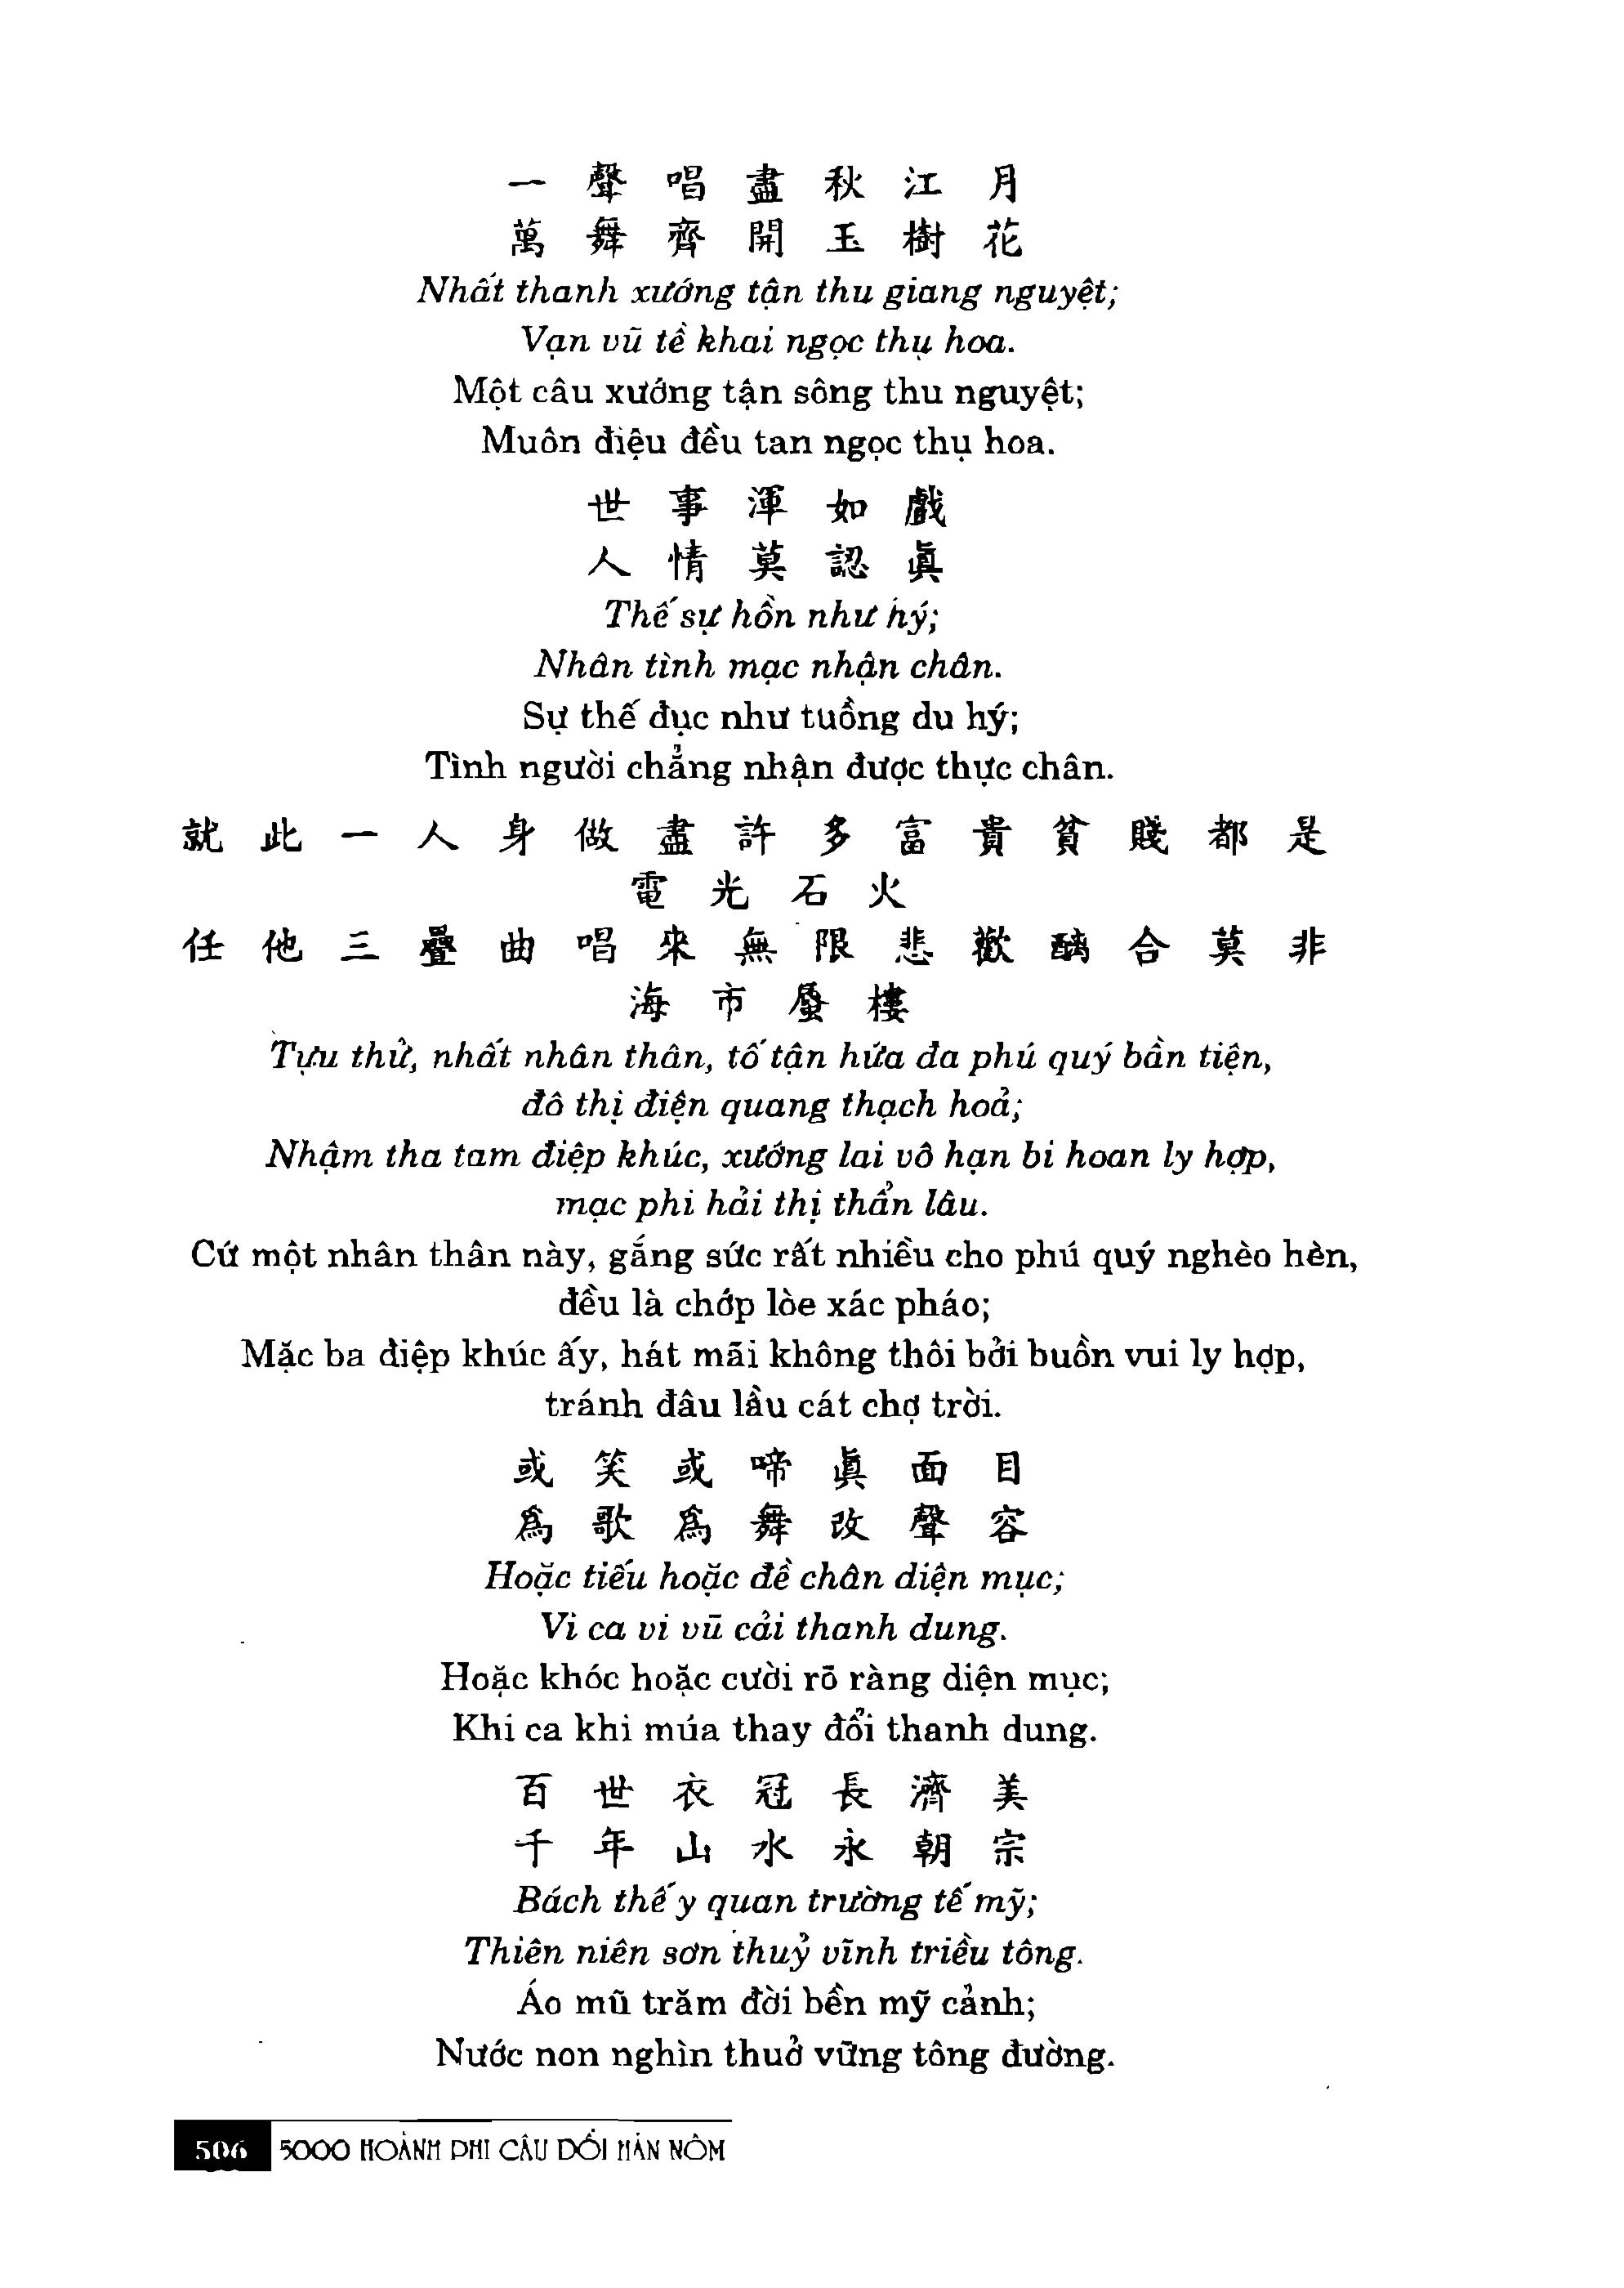 一聲唱盡秋江月
萬舞齊開玉樹花
Nhất thanh xướng tận thu giang nguyệt;
Vạn vũ tề khai ngọc thụ hoa.
Một câu xướng tận sông thu nguyệt;
Muôn điệu đều tan ngọc thụ hoa.
世事渾如戲
人情莫認眞
Thế sự hồn như hý;
Nhân tình mạc nhận chân.
Sự thế đục như tuồng du hý;
Tình người chẳng nhận được thực chân.
就此一人身做盡許多富貴貧賤都是
電光石火
任他三疊曲唱來無限悲歡醨合莫非
海市蜃樓
Tựu thử, nhất nhân thân, tố tận hứa đa phú quý bần tiện,
đô thị điện quang thạch hoả;
Nhậm tha tam điệp khúc, xướng lai vô hạn bi hoan ly hợp,
mạc phi hải thị thẩn lâu.
Cứ một nhân thân này, gắng sức rất nhiều cho phú quý nghèo hèn,
đều là chớp lòe xác pháo;
Mặc ba điệp khúc ấy, hát mãi không thôi bởi buồn vui ly hợp,
tránh đâu lầu cát chợ trời.
或笑或啼眞面目
爲歌爲舞改聲容
Hoặc tiếu hoặc đề chân diện mục;
Vi ca vi vũ cải thanh dung.
Hoặc khóc hoặc cười rõ ràng diện mục;
Khi ca khi múa thay đổi thanh dung.
百世衣冠長濟美
千年山水永朝宗
Bách thế y quan trường tế mỹ;
Thiên niên sơn thuỷ vĩnh triều tông.
Áo mũ trăm đời bền mỹ cảnh;
Nước non nghìn thuở vững tông đường.
506 5000 HOÀNH PHI CÂU ĐỐI HÁN NÔM